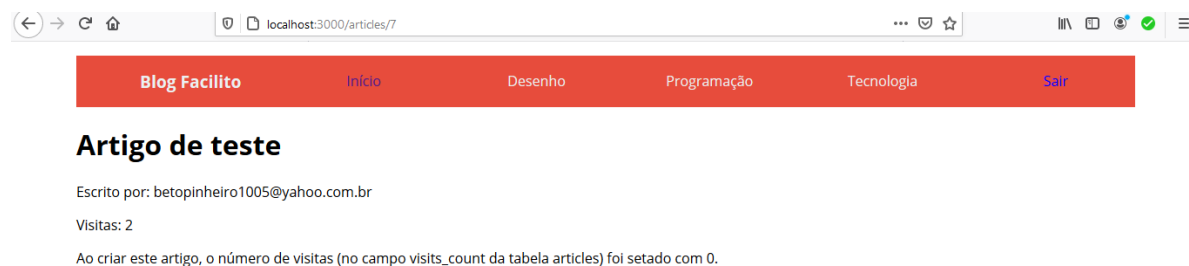 localhost:3000/articles/7
Blog Facilito Início Desenho Programação Tecnologia Sair
Artigo de teste
Escrito por: betopinheiro1005@yahoo.com.br
Visitas: 2
Ao criar este artigo, o número de visitas (no campo visits_count da tabela articles) foi setado com 0.